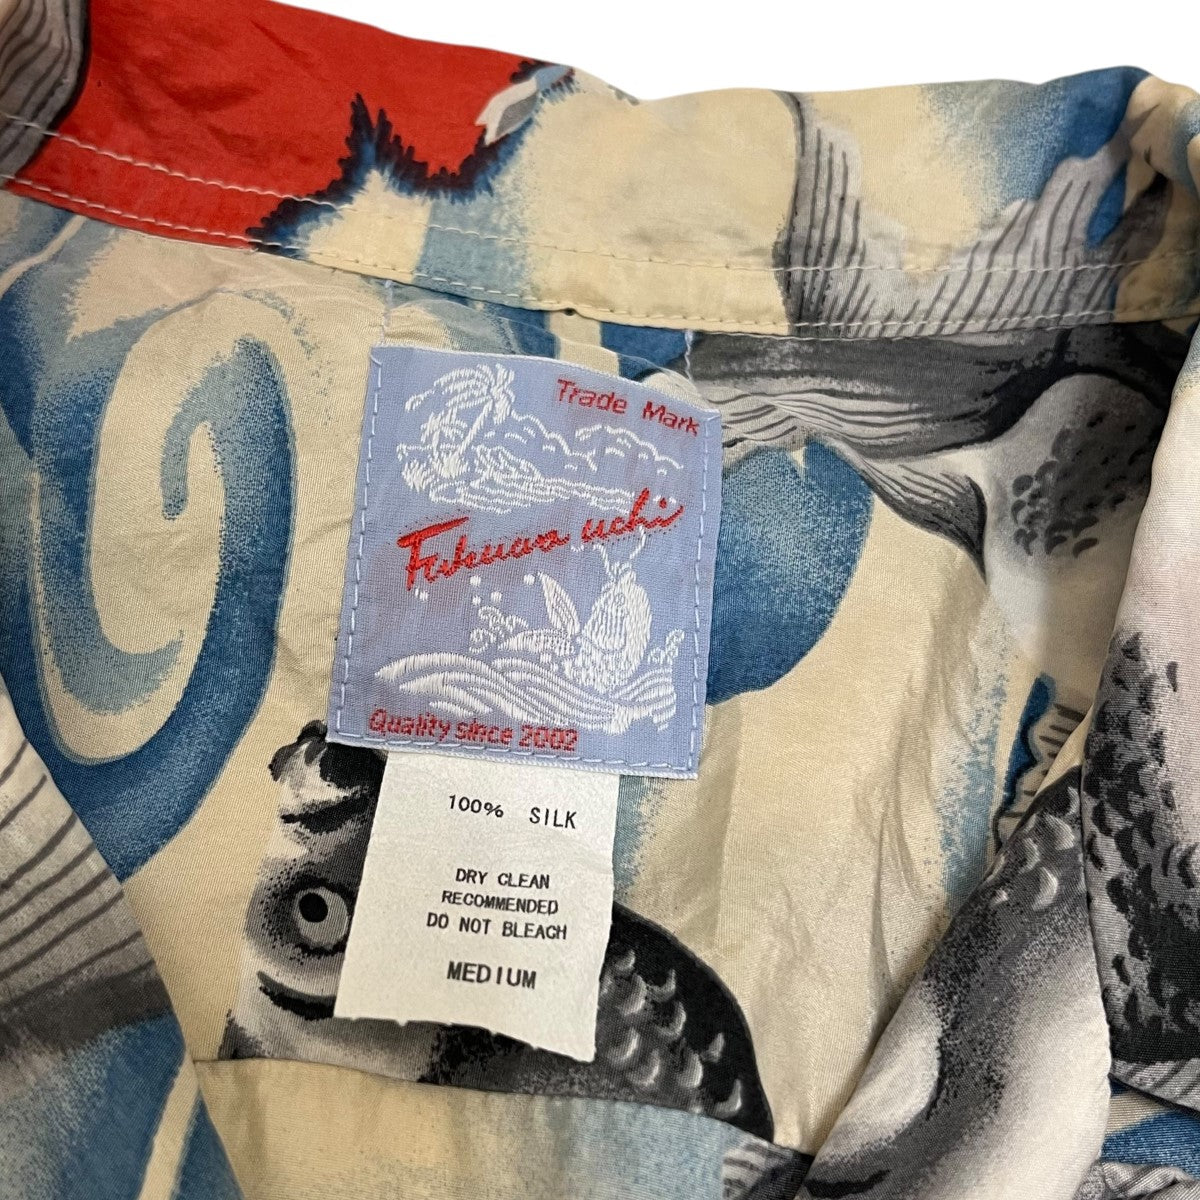 Trade Mark
Fukuwa uchi
Quality since 2002
100% SILK
DRY CLEAN
RECOMMENDED
DO NOT BLEACH
MEDIUM